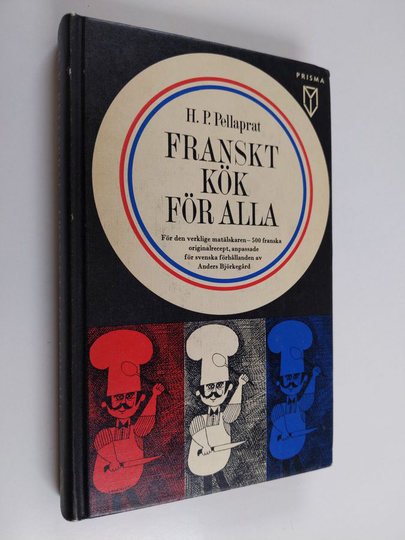 PRISMA
H. P. Pellaprat
FRANSKT
KÖK
FÖR ALLA
För den verklige matälskaren – 500 franska
originalrecept, anpassade
för svenska förhållanden av
Anders Björkegård